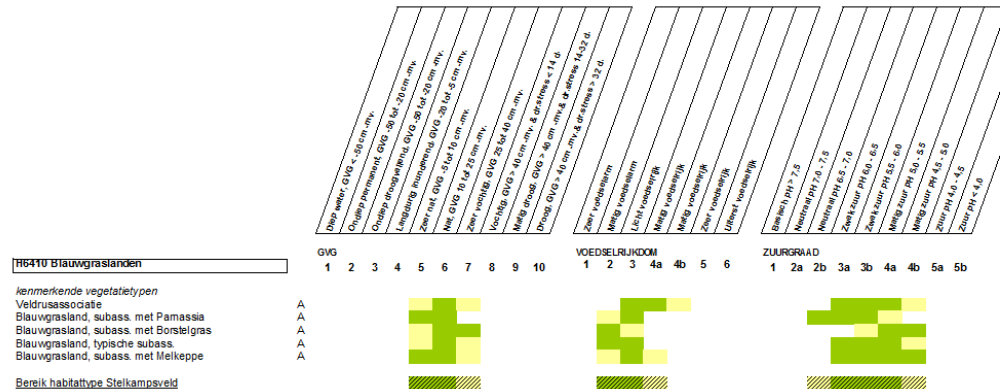 Diep water, GVG < -50 cm -mv.
Ondiep permanent, GVG -50 tot -20 cm -mv.
Ondiep droogvallend, GVG -50 tot -20 cm -mv.
Langdurig inunderend, GVG -20 tot -5 cm -mv.
Zeer nat, GVG -5 tot 10 cm -mv.
Nat, GVG 10 tot 25 cm -mv.
Zeer vochtig, GVG 25 tot 40 cm -mv.
Vochtig, GVG > 40 cm -mv. & dr.stress < 14 d.
Matig droog, GVG > 40 cm -mv. & dr.stress 14-32 d.
Droog, GVG > 40 cm -mv. & dr.stress > 32 d.
Zeer voedselarm
Matig voedselarm
Licht voedselrijk
Matig voedselrijk
Matig voedselrijk
Zeer voedselrijk
Uiterst voedselrijk
Basisch pH > 7.5
Neutraal pH 7.0 - 7.5
Neutraal pH 6.5 - 7.0
Zwak zuur pH 6.0 - 6.5
Zwak zuur pH 5.5 - 6.0
Matig zuur pH 5.0 - 5.5
Matig zuur pH 4.5 - 5.0
Zuur pH 4.0 - 4.5
Zuur pH < 4.0
GVG VOEDSELRIJKDOM ZUURGRAAD
H6410 Blauwgraslanden 1 2 3 4 5 6 7 8 9 10 1 2 3 4a 4b 5 6 1 2a 2b 3a 3b 4a 4b 5a 5b
kenmerkende vegetatietypen
Veldrusassociatie A
Blauwgrasland, subass. met Parnassia A
Blauwgrasland, subass. met Borstelgras A
Blauwgrasland, typische subass. A
Blauwgrasland, subass. met Melkeppe A
Bereik habitattype Stelkampsveld